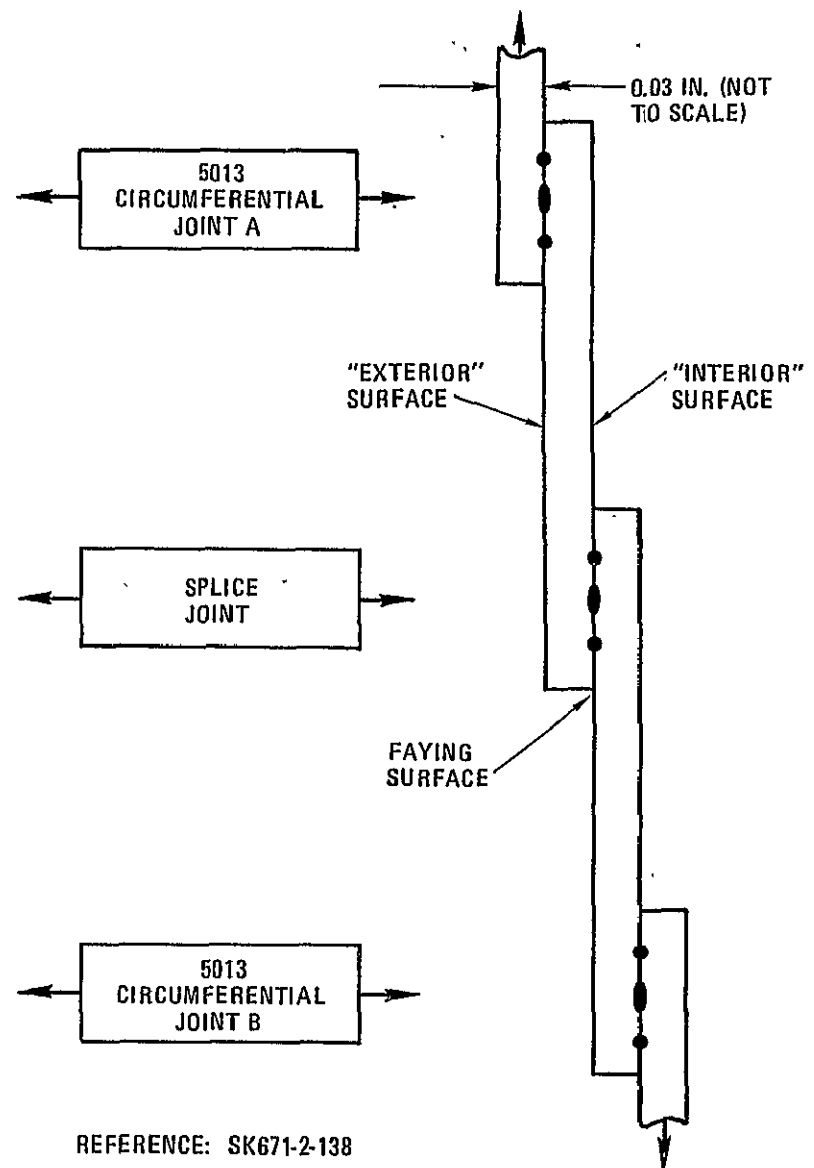 0.03 IN. (NOT
TO SCALE)
5013
CIRCUMFERENTIAL
JOINT A
"EXTERIOR"
SURFACE
"INTERIOR"
SURFACE
SPLICE
JOINT
FAYING
SURFACE
5013
CIRCUMFERENTIAL
JOINT B
REFERENCE: SK671-2-138